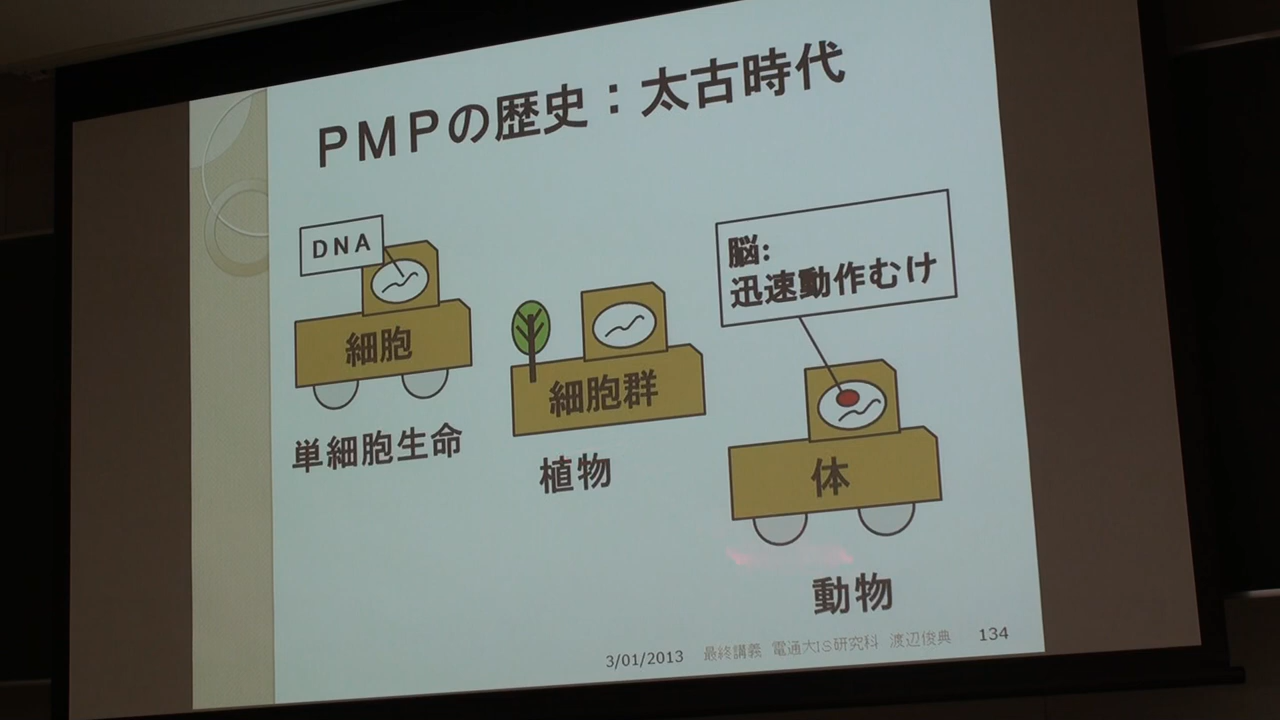 PMPの歴史：太古時代
DNA
細胞
単細胞生命
細胞群
植物
脳:
迅速動作むけ
体
動物
3/01/2013 最終講義 電通大IS研究科 渡辺俊典 134